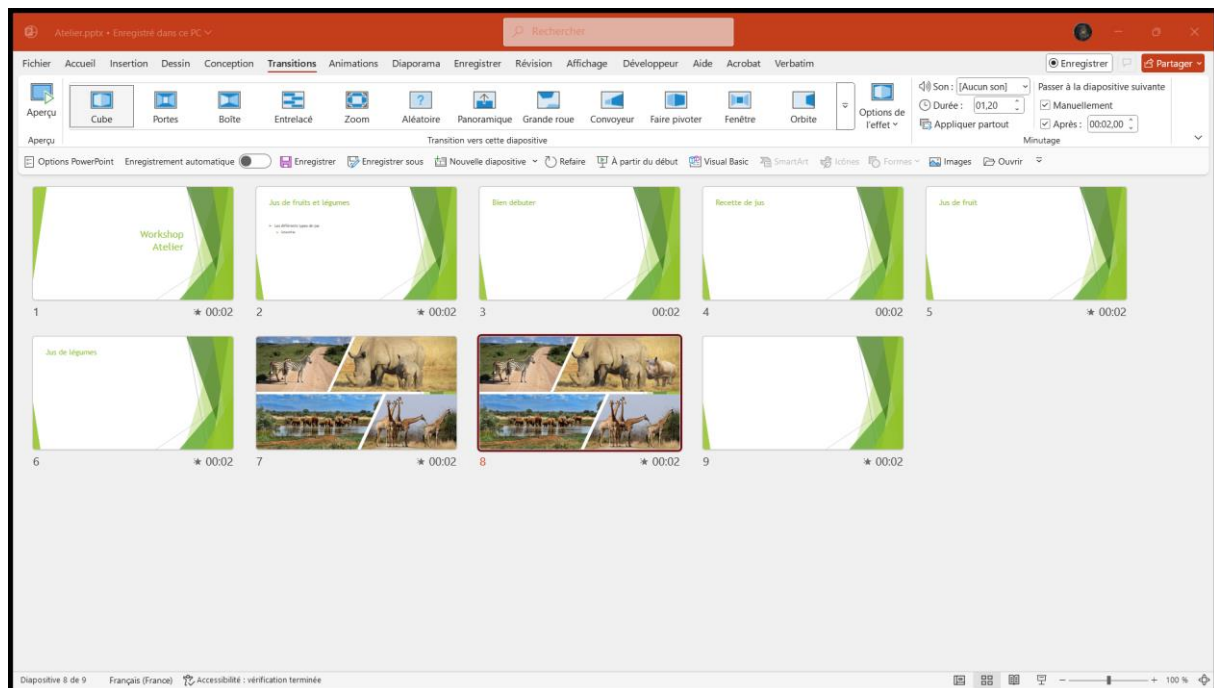 Atelier.pptx • Enregistré dans ce PC
Rechercher
Fichier Accueil Insertion Dessin Conception Transitions Animations Diaporama Enregistrer Révision Affichage Développeur Aide Acrobat Verbatim
Enregistrer
Partager
Aperçu
Cube Portes Boîte Entrelacé Zoom Aléatoire Panoramique Grande roue Convoyeur Faire pivoter Fenêtre Orbite
Options de l'effet
Son : [Aucun son]
Durée : 01,20
Appliquer partout
Passer à la diapositive suivante
Manuellement
Après : 00:02,00
Aperçu
Transition vers cette diapositive
Minutage
Options PowerPoint Enregistrement automatique Enregistrer Enregistrer sous Nouvelle diapositive Refaire À partir du début Visual Basic SmartArt Icônes Formes Images Ouvrir
Workshop
Atelier
1 00:02
Jus de fruits et légumes
Les différents types de jus
2 00:02
Bien débuter
3 00:02
Recette de jus
4 00:02
Jus de fruit
5 00:02
Jus de légumes
6 00:02
7 00:02
8 00:02
9 00:02
Diapositive 8 de 9 Français (France) Accessibilité : vérification terminée
100 %